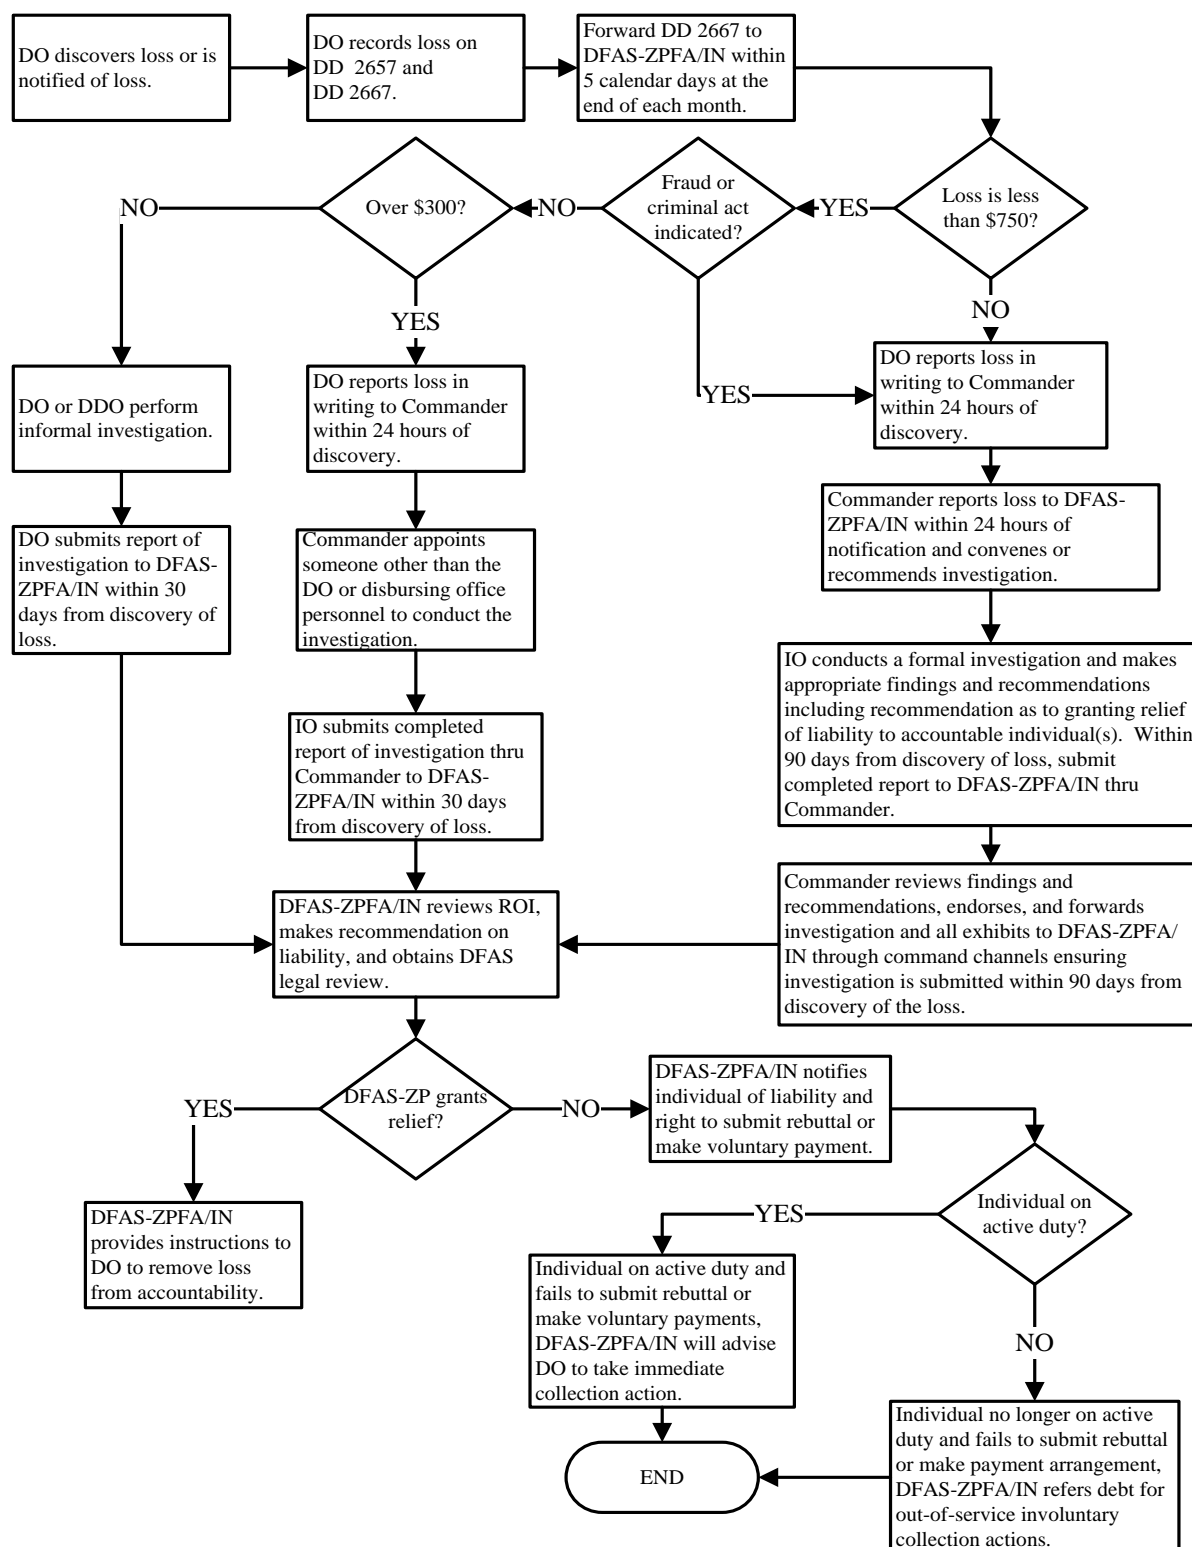 DO discovers loss or is
notified of loss.
DO records loss on
DD 2657 and
DD 2667.
Forward DD 2667 to
DFAS-ZPFA/IN within
5 calendar days at the
end of each month.
Loss is less
than $750?
YES
Fraud or
criminal act
indicated?
NO
Over $300?
NO
YES
YES
NO
DO or DDO perform
informal investigation.
DO reports loss in
writing to Commander
within 24 hours of
discovery.
DO reports loss in
writing to Commander
within 24 hours of
discovery.
DO submits report of
investigation to DFAS-
ZPFA/IN within 30
days from discovery of
loss.
Commander appoints
someone other than the
DO or disbursing office
personnel to conduct the
investigation.
Commander reports loss to DFAS-
ZPFA/IN within 24 hours of
notification and convenes or
recommends investigation.
IO submits completed
report of investigation thru
Commander to DFAS-
ZPFA/IN within 30 days
from discovery of loss.
IO conducts a formal investigation and makes
appropriate findings and recommendations
including recommendation as to granting relief
of liability to accountable individual(s). Within
90 days from discovery of loss, submit
completed report to DFAS-ZPFA/IN thru
Commander.
DFAS-ZPFA/IN reviews ROI,
makes recommendation on
liability, and obtains DFAS
legal review.
Commander reviews findings and
recommendations, endorses, and forwards
investigation and all exhibits to DFAS-ZPFA/
IN through command channels ensuring
investigation is submitted within 90 days from
discovery of the loss.
DFAS-ZP grants
relief?
YES
NO
DFAS-ZPFA/IN notifies
individual of liability and
right to submit rebuttal or
make voluntary payment.
DFAS-ZPFA/IN
provides instructions to
DO to remove loss
from accountability.
Individual on
active duty?
YES
NO
Individual on active duty and
fails to submit rebuttal or
make voluntary payments,
DFAS-ZPFA/IN will advise
DO to take immediate
collection action.
Individual no longer on active
duty and fails to submit rebuttal
or make payment arrangement,
DFAS-ZPFA/IN refers debt for
out-of-service involuntary
collection actions.
END